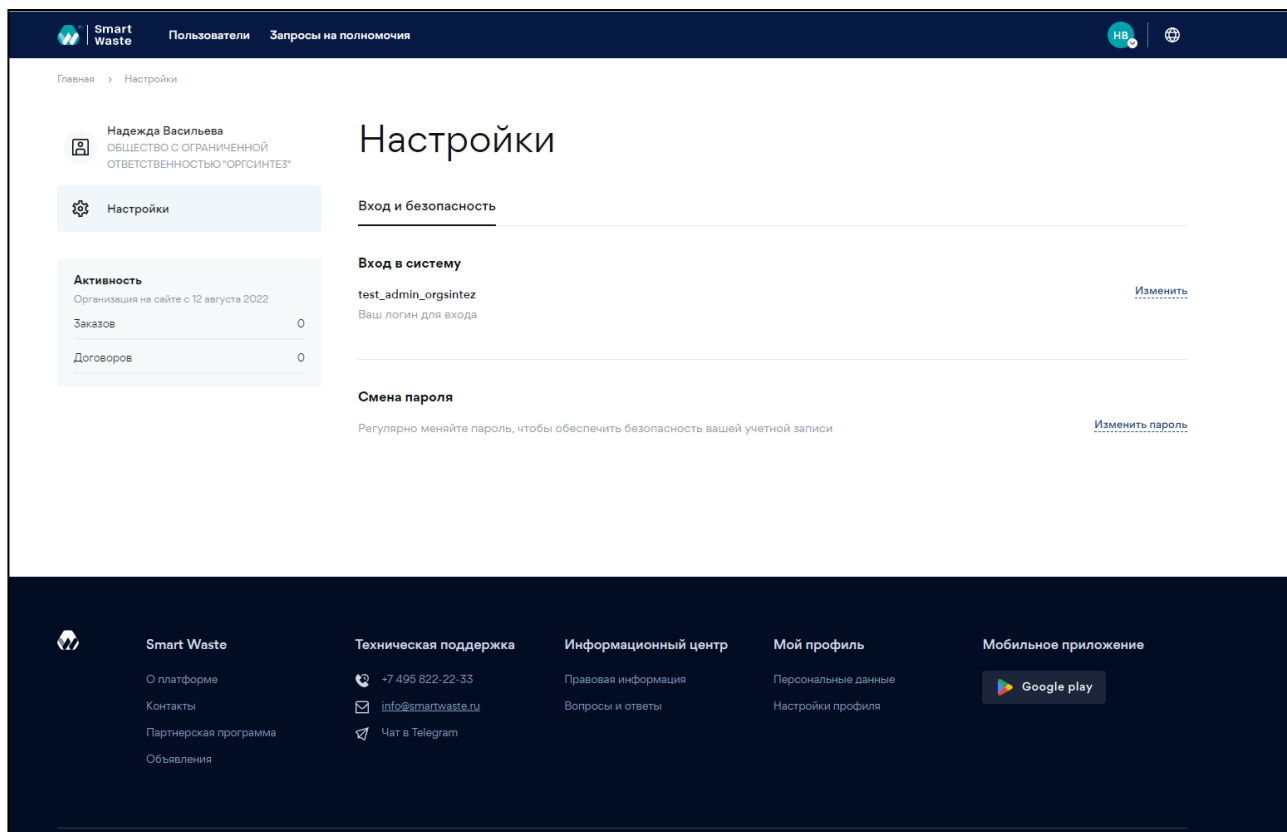 Smart
Waste
Пользователи
Запросы на полномочия
НВ
Главная › Настройки
Надежда Васильева
ОБЩЕСТВО С ОГРАНИЧЕННОЙ
ОТВЕТСТВЕННОСТЬЮ "ОРГСИНТЕЗ"
Настройки
Активность
Организация на сайте с 12 августа 2022
Заказов 0
Договоров 0
Настройки
Вход и безопасность
Вход в систему
test_admin_orgsintez
Изменить
Ваш логин для входа
Смена пароля
Регулярно меняйте пароль, чтобы обеспечить безопасность вашей учетной записи
Изменить пароль
Smart Waste
О платформе
Контакты
Партнерская программа
Объявления
Техническая поддержка
+7 495 822-22-33
info@smartwaste.ru
Чат в Telegram
Информационный центр
Правовая информация
Вопросы и ответы
Мой профиль
Персональные данные
Настройки профиля
Мобильное приложение
Google play